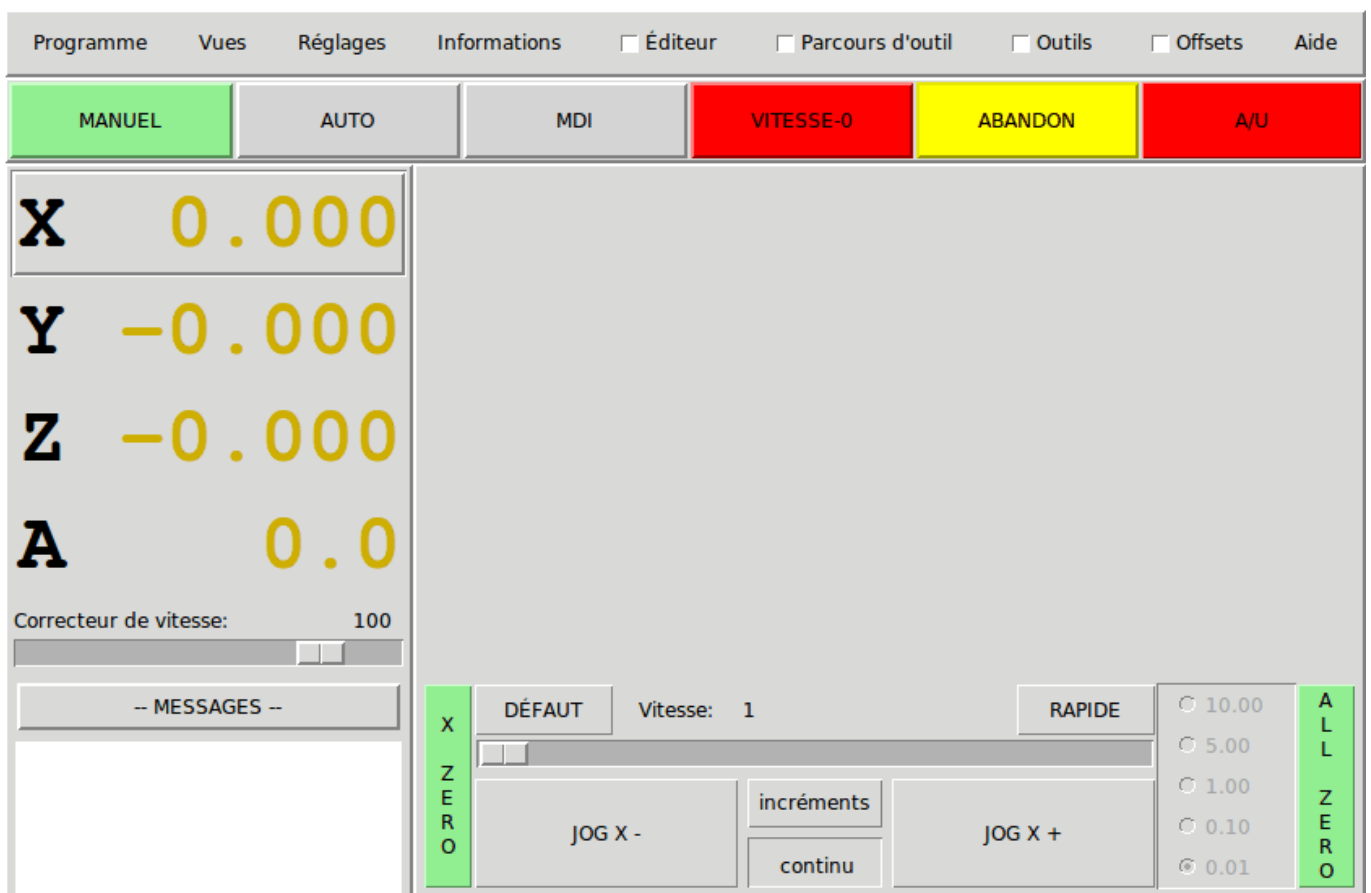 Programme Vues Réglages Informations Éditeur Parcours d'outil Outils Offsets Aide
MANUEL AUTO MDI VITESSE-0 ABANDON A/U
X 0.000
Y -0.000
Z -0.000
A 0.0
Correcteur de vitesse: 100
-- MESSAGES --
X ZERO
DÉFAUT Vitesse: 1 RAPIDE
JOG X -
incréments
continu
JOG X +
10.00
5.00
1.00
0.10
0.01
ALL ZERO